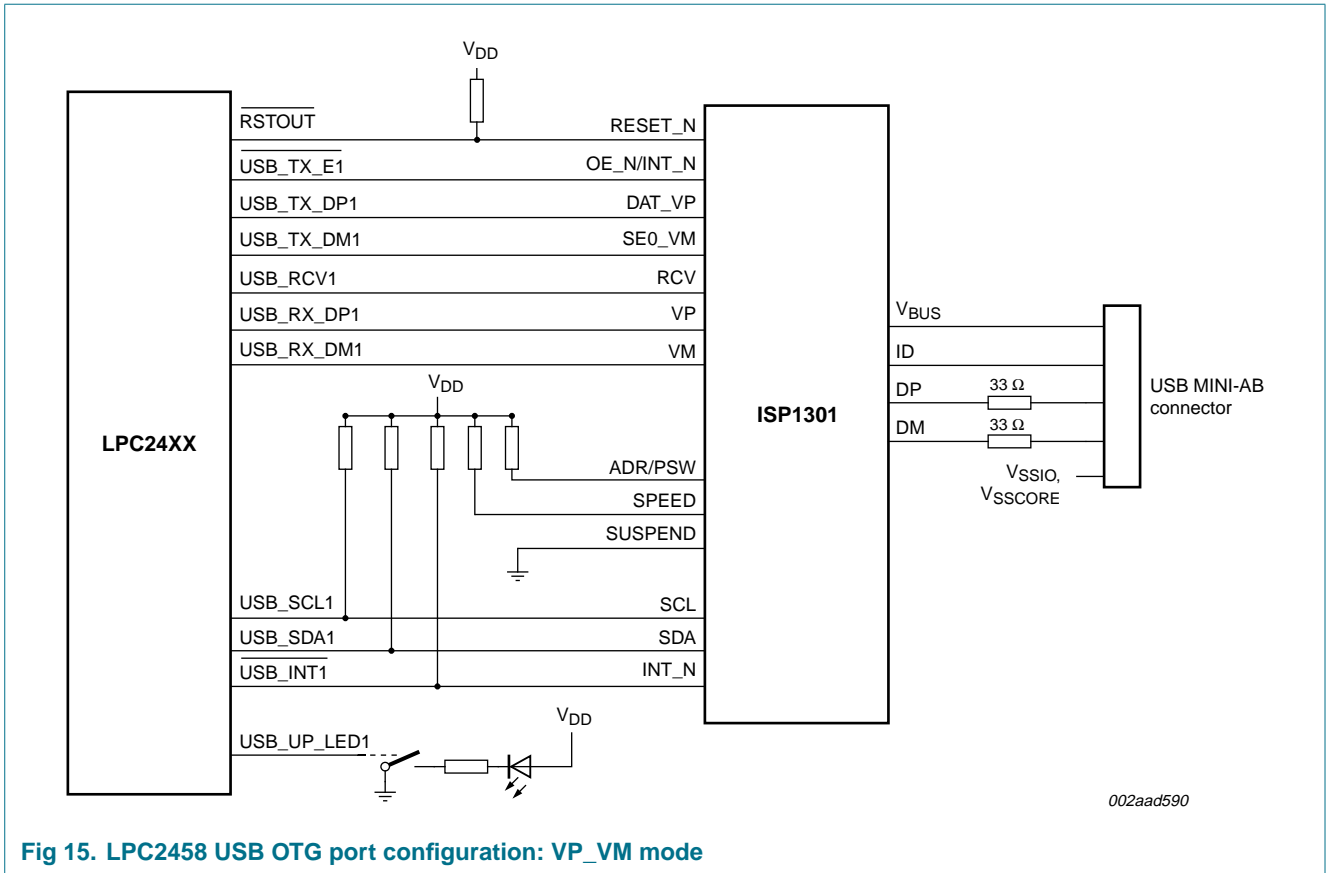 VDD
RSTOUT
RESET_N
USB_TX_E1
OE_N/INT_N
USB_TX_DP1
DAT_VP
USB_TX_DM1
SE0_VM
USB_RCV1
RCV
USB_RX_DP1
VP
USB_RX_DM1
VM
VDD
LPC24XX
ISP1301
VBUS
ID
DP
33 Ω
DM
33 Ω
USB MINI-AB
connector
VSSIO,
VSSCORE
ADR/PSW
SPEED
SUSPEND
USB_SCL1
SCL
USB_SDA1
SDA
USB_INT1
INT_N
USB_UP_LED1
VDD
002aad590
Fig 15. LPC2458 USB OTG port configuration: VP_VM mode